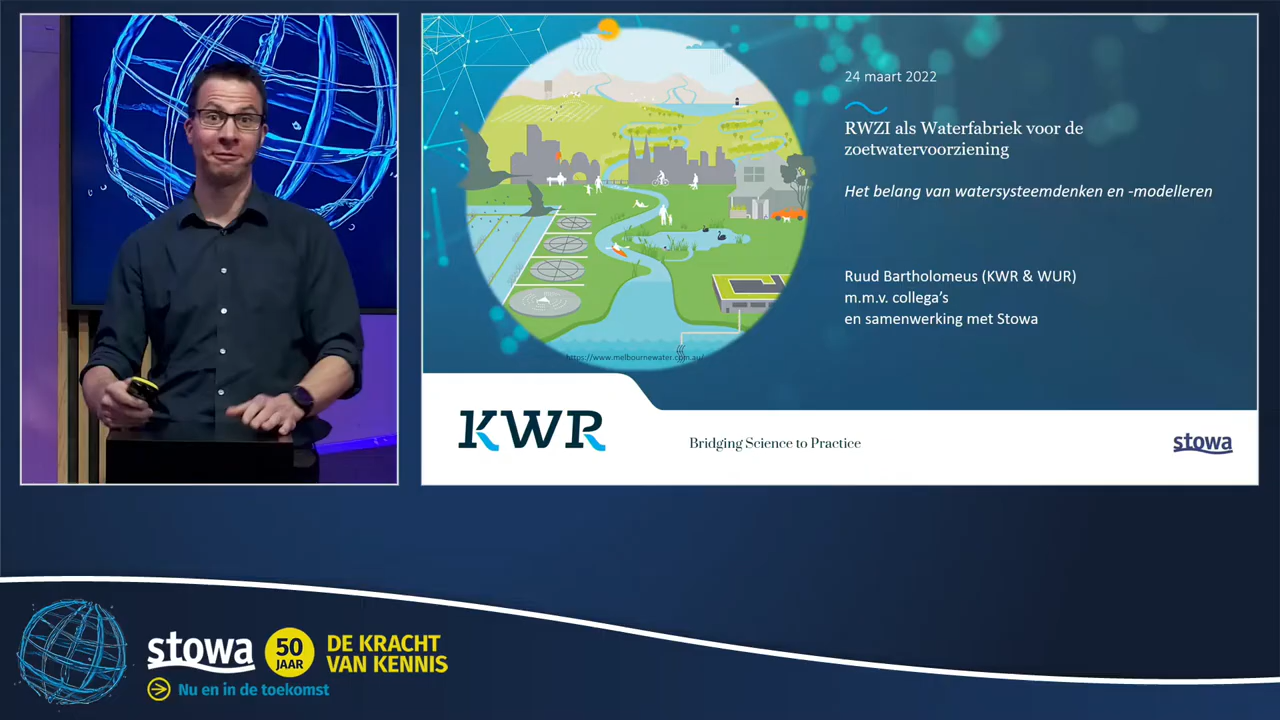 24 maart 2022
RWZI als Waterfabriek voor de
zoetwatervoorziening
Het belang van watersysteemdenken en -modelleren
Ruud Bartholomeus (KWR & WUR)
m.m.v. collega's
en samenwerking met Stowa
https://www.melbournewater.com.au/
KWR
Bridging Science to Practice
stowa
stowa
50
JAAR
DE KRACHT
VAN KENNIS
Nu en in de toekomst